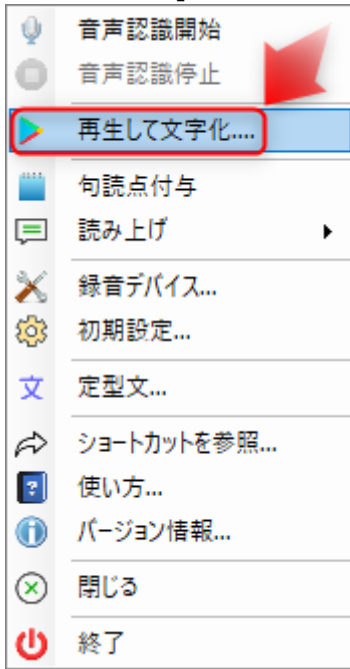 音声認識開始
音声認識停止
再生して文字化....
句読点付与
読み上げ
録音デバイス...
初期設定...
文 定型文...
ショートカットを参照...
使い方...
バージョン情報...
閉じる
終了